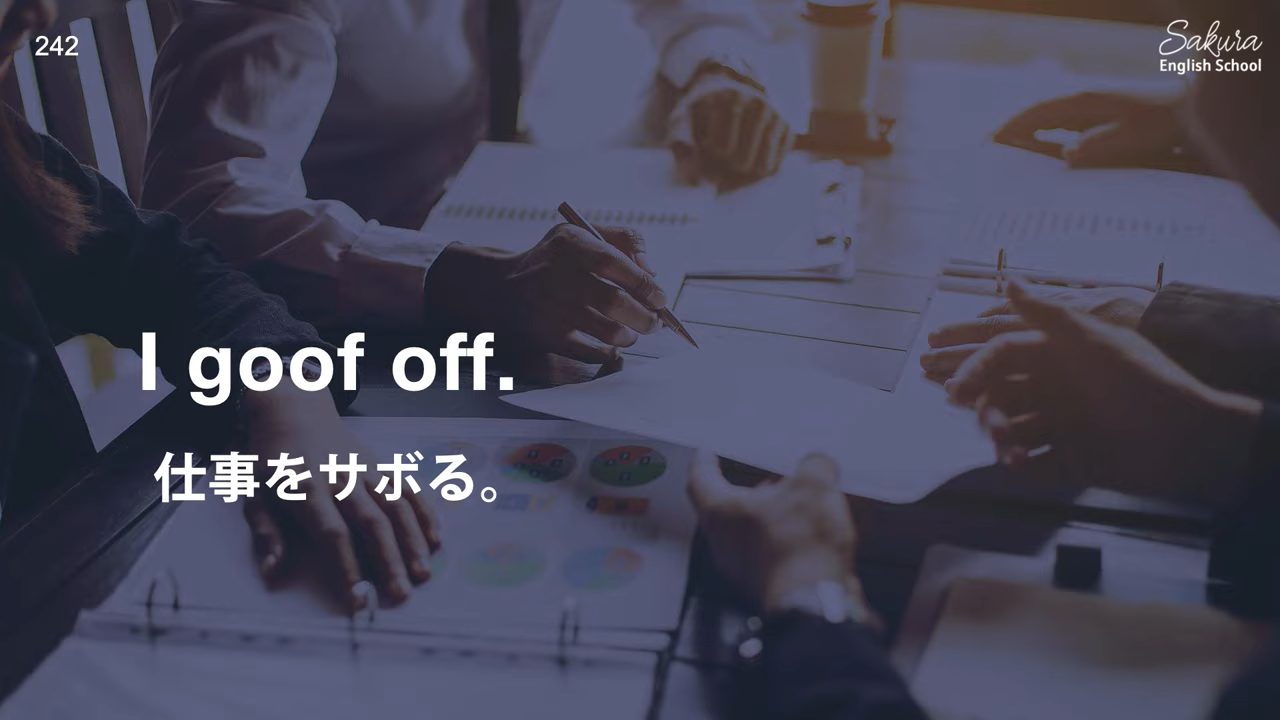 242
Sakura
English School
I goof off.
仕事をサボる。